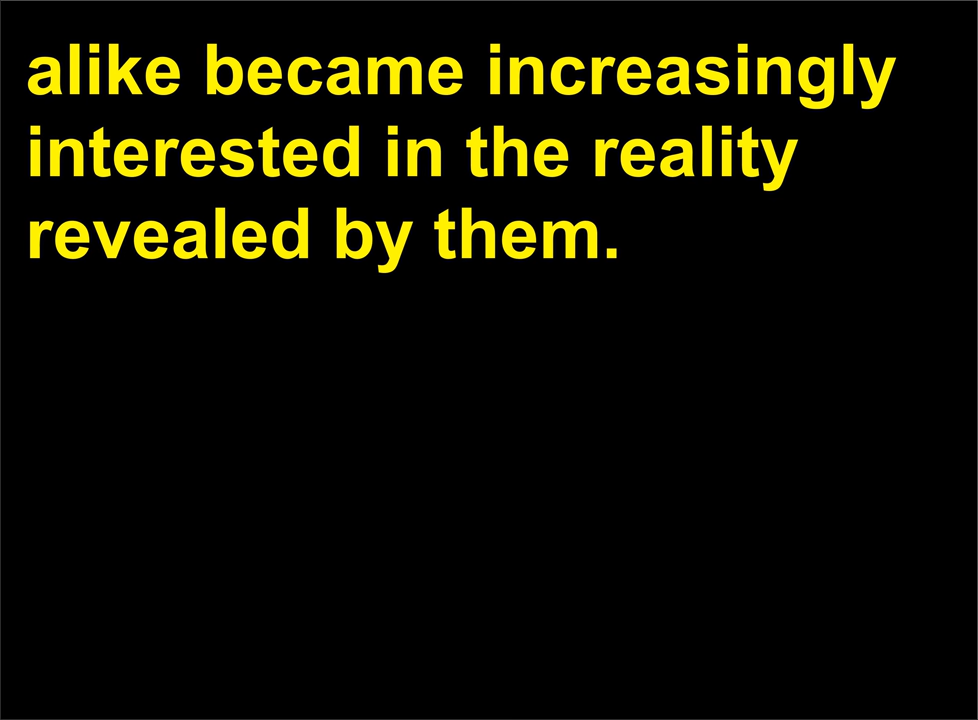 alike became increasingly
interested in the reality
revealed by them.